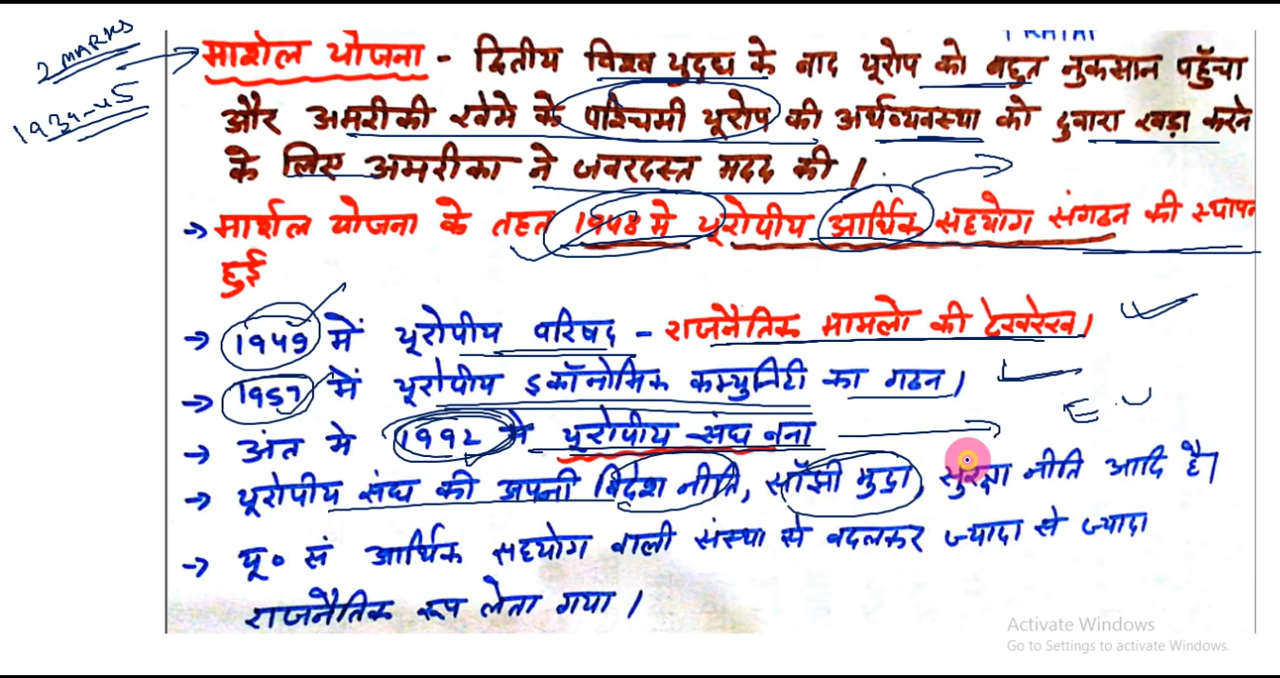 2 MARKS
1939-45
मार्शल योजना - द्वितीय विश्व युद्ध के बाद यूरोप को बहुत नुकसान पहुँचा
और अमरीकी खेमे के पश्चिमी यूरोप की अर्थव्यवस्था को दुबारा खड़ा करने
के लिए अमरीका ने जबरदस्त मदद की।
→ मार्शल योजना के तहत 1948 मे यूरोपीय आर्थिक सहयोग संगठन की स्थापन
हुई
→ 1949 में यूरोपीय परिषद - राजनैतिक मामलो की देखरेख।
→ 1957 में यूरोपीय इकॉनोमिक कम्युनिटी का गठन।
E.U
→ अंत मे 1992 मे यूरोपीय संघ बना
→ यूरोपीय संघ की अपनी विदेश नीति, साँझी मुद्रा, सुरक्षा नीति आदि है।
→ यू० सं आर्थिक सहयोग वाली संस्था से बदलकर ज्यादा से ज्यादा
राजनैतिक रूप लेता गया।
Activate Windows
Go to Settings to activate Windows.